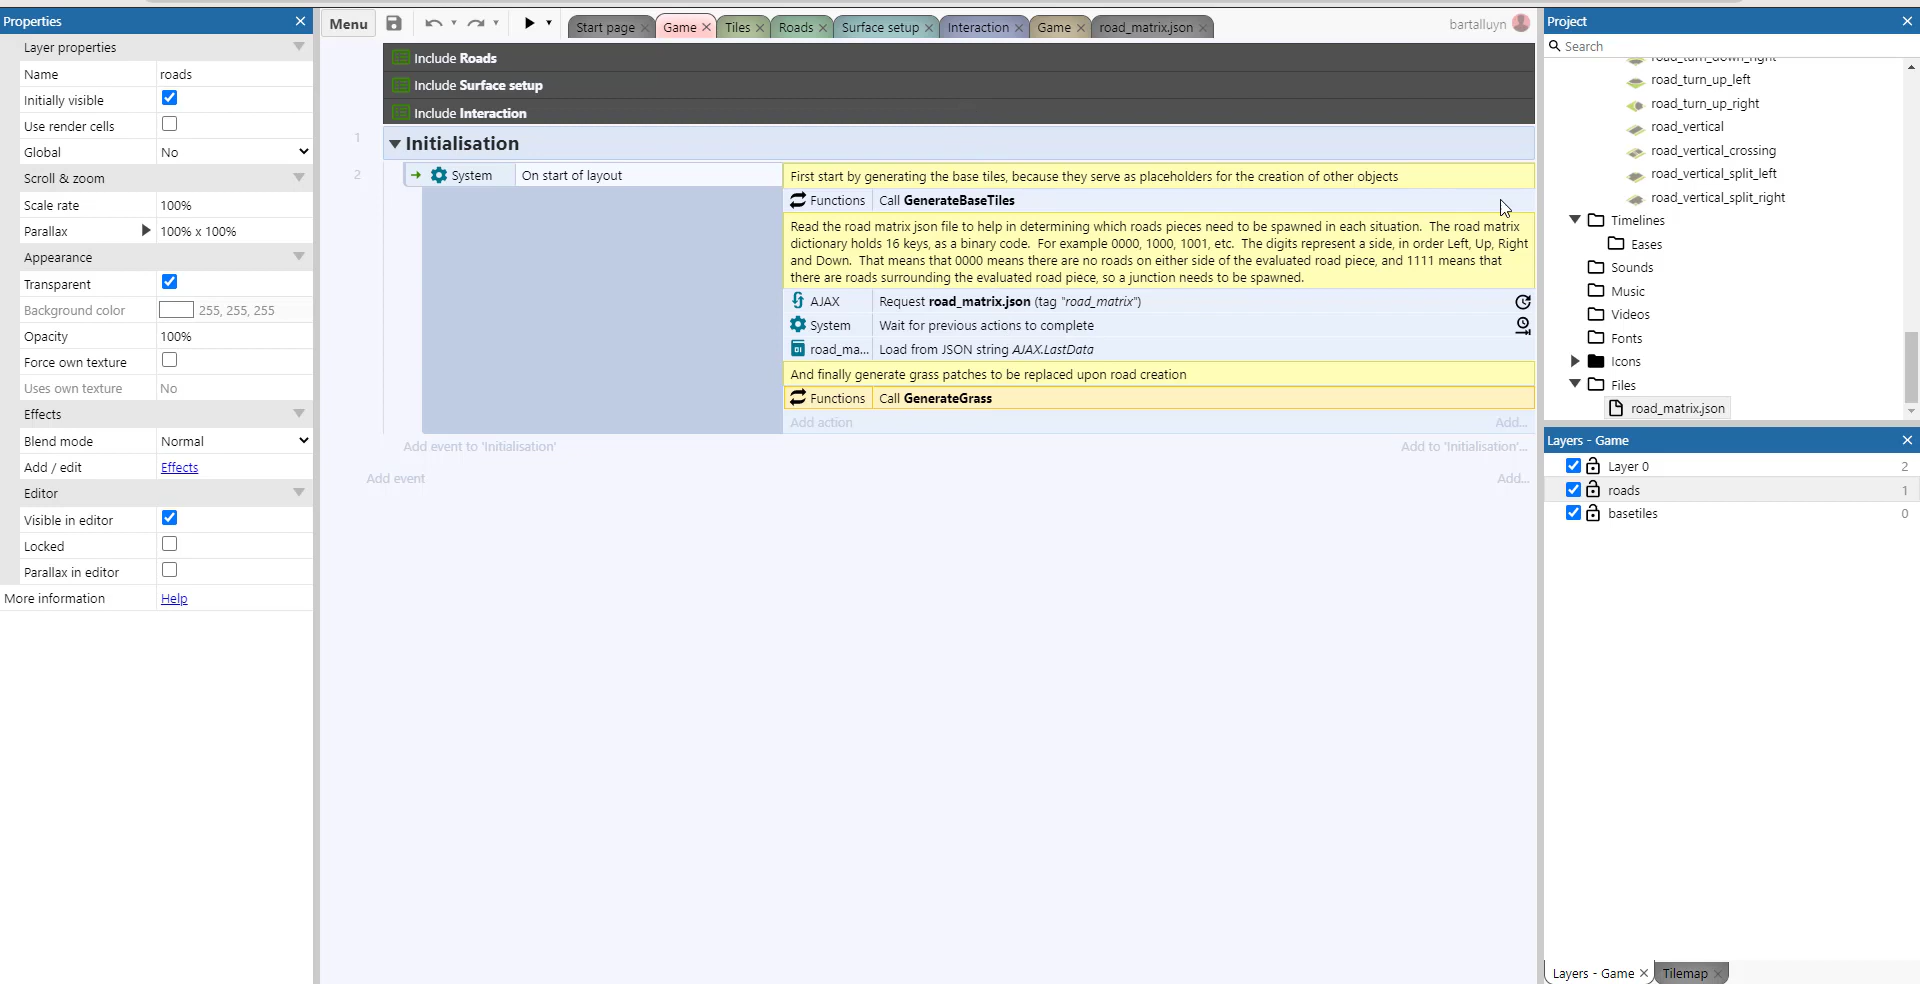 Properties
Layer properties
Name roads
Initially visible
Use render cells
Global No
Scroll & zoom
Scale rate 100%
Parallax 100% x 100%
Appearance
Transparent
Background color 255, 255, 255
Opacity 100%
Force own texture
Uses own texture No
Effects
Blend mode Normal
Add / edit Effects
Editor
Visible in editor
Locked
Parallax in editor
More information Help
Menu
Start page Game Tiles Roads Surface setup Interaction Game road_matrix.json
bartalluyn
Include Roads
Include Surface setup
Include Interaction
1 Initialisation
2 System On start of layout
First start by generating the base tiles, because they serve as placeholders for the creation of other objects
Functions Call GenerateBaseTiles
Read the road matrix json file to help in determining which roads pieces need to be spawned in each situation. The road matrix
dictionary holds 16 keys, as a binary code. For example 0000, 1000, 1001, etc. The digits represent a side, in order Left, Up, Right
and Down. That means that 0000 means there are no roads on either side of the evaluated road piece, and 1111 means that
there are roads surrounding the evaluated road piece, so a junction needs to be spawned.
AJAX Request road_matrix.json (tag "road_matrix")
System Wait for previous actions to complete
road_ma... Load from JSON string AJAX.LastData
And finally generate grass patches to be replaced upon road creation
Functions Call GenerateGrass
Add action Add...
Add event to 'Initialisation' Add to 'Initialisation'...
Add event Add...
Project
Search
road_turn_down_right
road_turn_up_left
road_turn_up_right
road_vertical
road_vertical_crossing
road_vertical_split_left
road_vertical_split_right
Timelines
Eases
Sounds
Music
Videos
Fonts
Icons
Files
road_matrix.json
Layers - Game
Layer 0 2
roads 1
basetiles 0
Layers - Game Tilemap